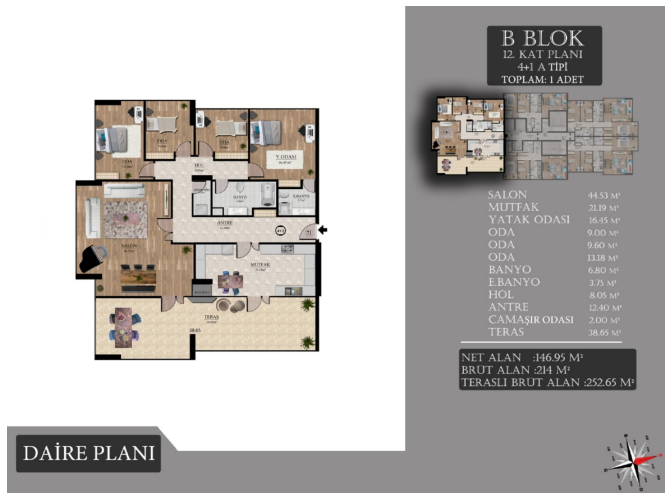 B BLOK
12. KAT PLANI
4+1 A TİPİ
TOPLAM: 1 ADET
SALON 44.53 M²
MUTFAK 21.19 M²
YATAK ODASI 16.45 M²
ODA 9.00 M²
ODA 9.60 M²
ODA 13.18 M²
BANYO 6.80 M²
E.BANYO 3.75 M²
HOL 8.05 M²
ANTRE 12.40 M²
ÇAMAŞIR ODASI 2.00 M²
TERAS 38.65 M²
NET ALAN :146.95 M²
BRÜT ALAN :214 M²
TERASLI BRÜT ALAN :252.65 M²
ODA
ODA
ODA
Y.ODASI
HOL
BANYO
E.BANYO
ANTRE
SALON
MUTFAK
TERAS
38.65
DAİRE PLANI